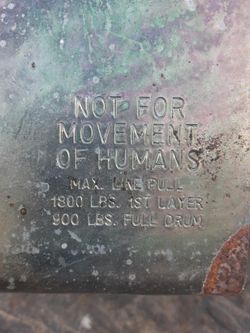 NOT FOR
MOVEMENT
OF HUMANS
MAX. LINE PULL
1800 LBS. 1ST LAYER
900 LBS. FULL DRUM